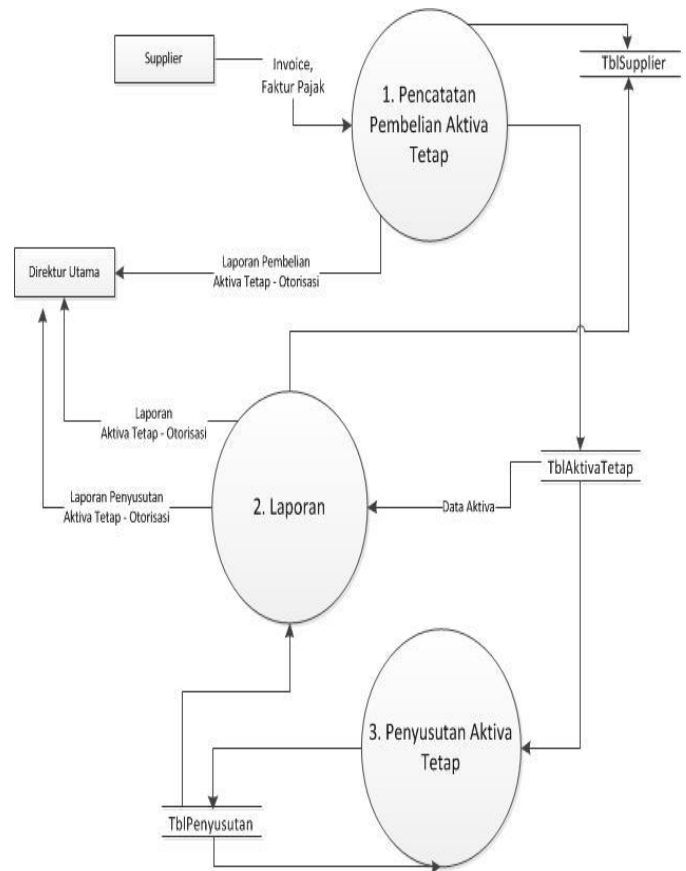 Supplier
Invoice,
Faktur Pajak
1. Pencatatan
Pembelian Aktiva
Tetap
TblSupplier
Direktur Utama
Laporan Pembelian
Aktiva Tetap - Otorisasi
Laporan
Aktiva Tetap - Otorisasi
Laporan Penyusutan
Aktiva Tetap - Otorisasi
2. Laporan
Data Aktiva
TblAktivaTetap
3. Penyusutan Aktiva
Tetap
TblPenyusutan